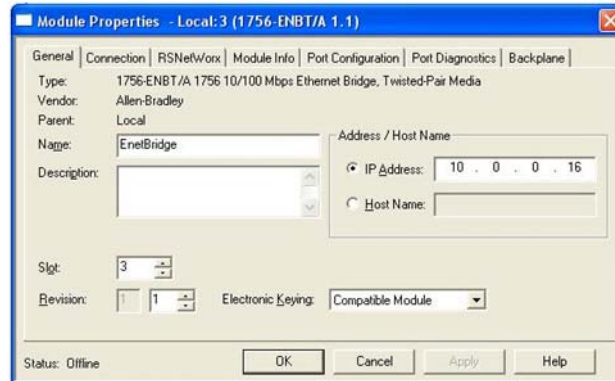 Module Properties - Local:3 (1756-ENBT/A 1.1)
General Connection RSNetWorx Module Info Port Configuration Port Diagnostics Backplane
Type: 1756-ENBT/A 1756 10/100 Mbps Ethernet Bridge, Twisted-Pair Media
Vendor: Allen-Bradley
Parent: Local
Name: EnetBridge
Address / Host Name
IP Address: 10 . 0 . 0 . 16
Description:
Host Name:
Slot: 3
Revision: 1 1 Electronic Keying: Compatible Module
Status: Offline OK Cancel Apply Help